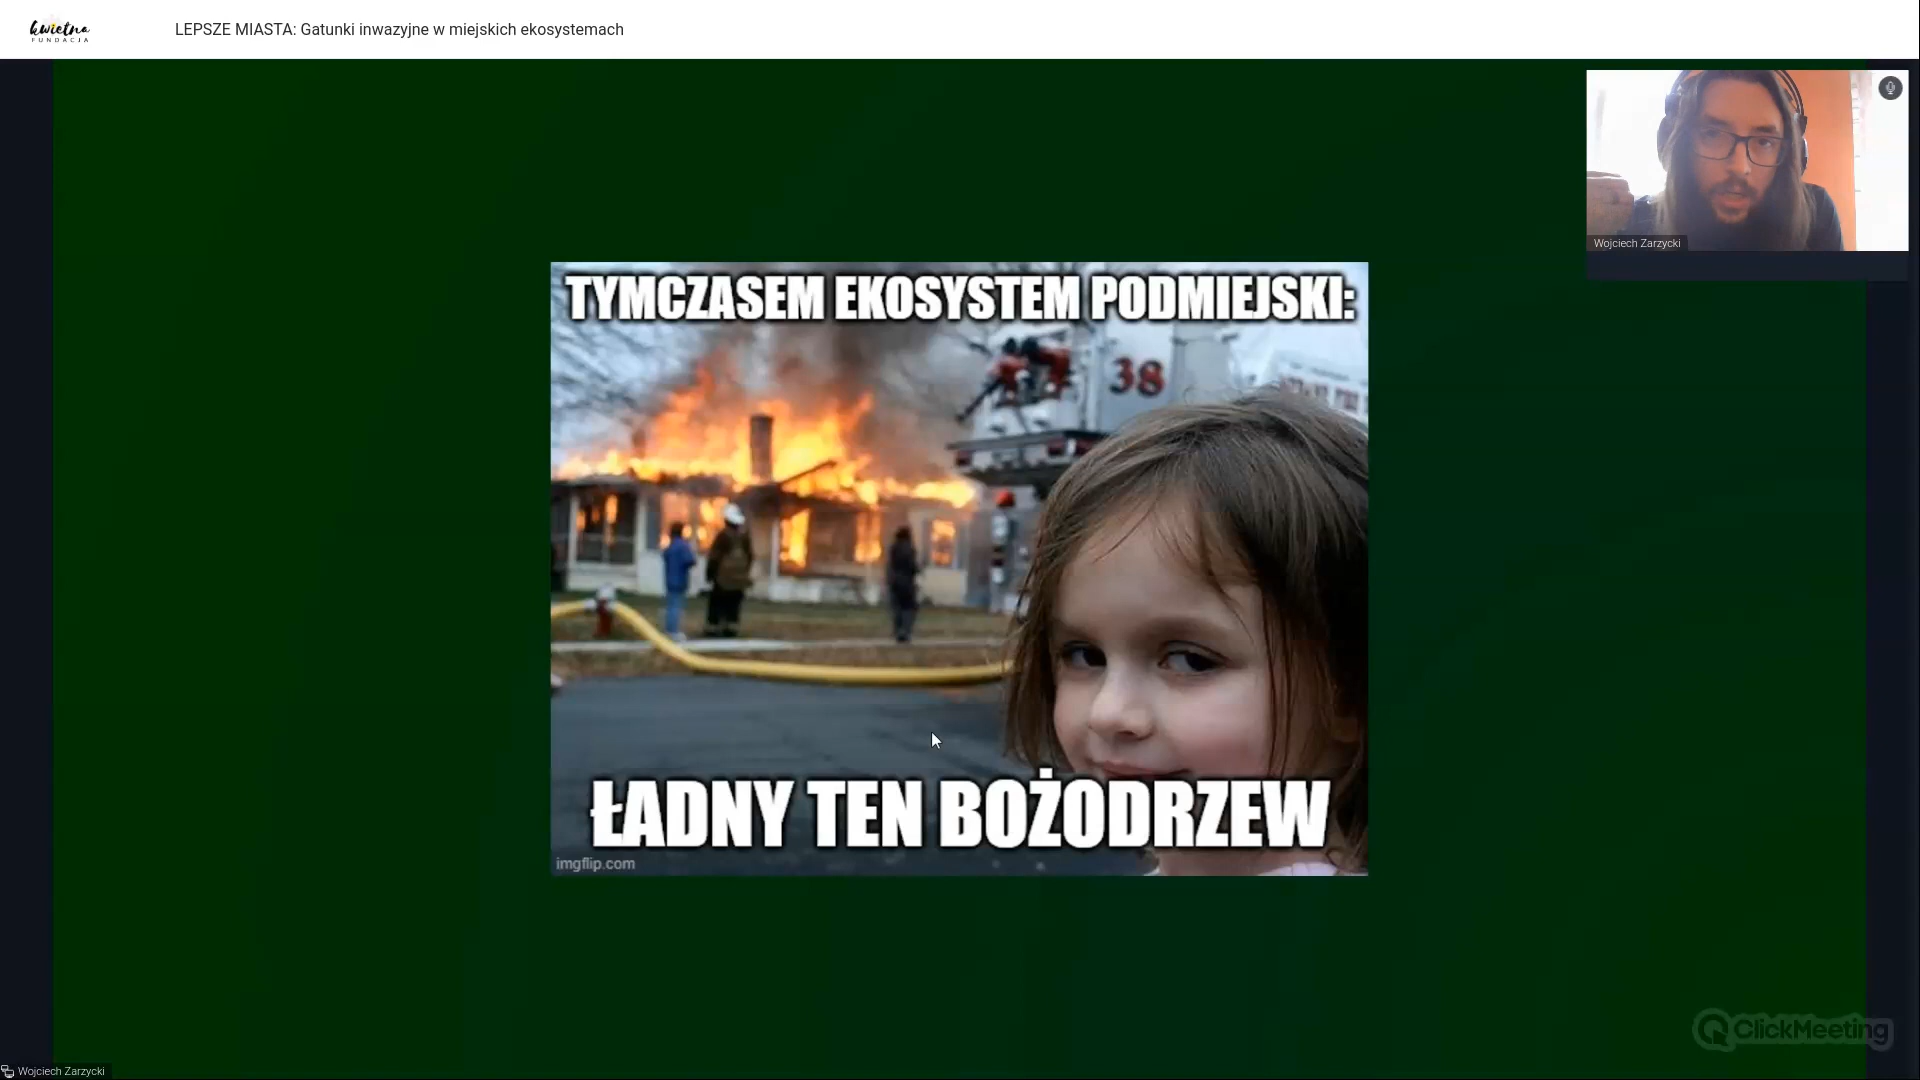 kwietna
FUNDACJA
LEPSZE MIASTA: Gatunki inwazyjne w miejskich ekosystemach
Wojciech Zarzycki
TYMCZASEM EKOSYSTEM PODMIEJSKI:
38
ŁADNY TEN BOŻODRZEW
imgflip.com
ClickMeeting
Wojciech Zarzycki